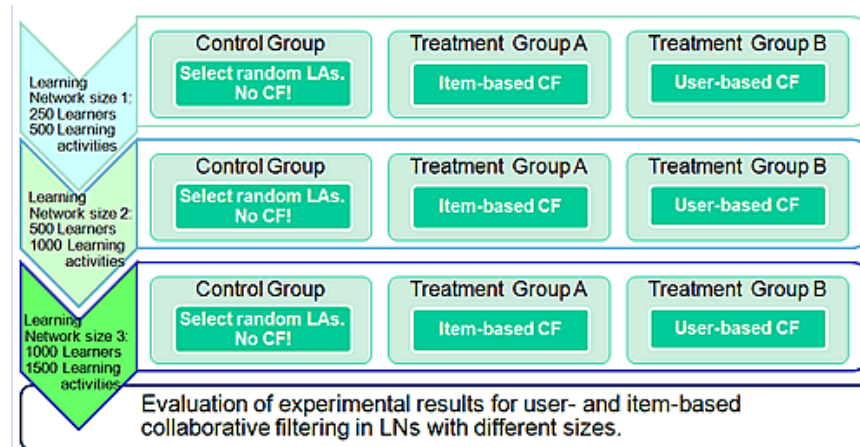 Learning
Network size 1:
250 Learners
500 Learning
activities
Control Group
Select random LAs.
No CF!
Treatment Group A
Item-based CF
Treatment Group B
User-based CF
Learning
Network size 2:
500 Learners
1000 Learning
activities
Control Group
Select random LAs.
No CF!
Treatment Group A
Item-based CF
Treatment Group B
User-based CF
Learning
Network size 3:
1000 Learners
1500 Learning
activities
Control Group
Select random LAs.
No CF!
Treatment Group A
Item-based CF
Treatment Group B
User-based CF
Evaluation of experimental results for user- and item-based
collaborative filtering in LNs with different sizes.